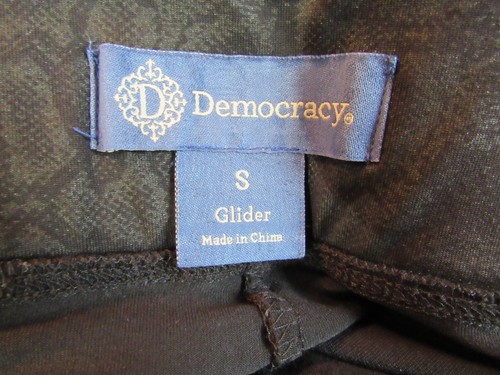 D Democracy®
S
Glider
Made in China